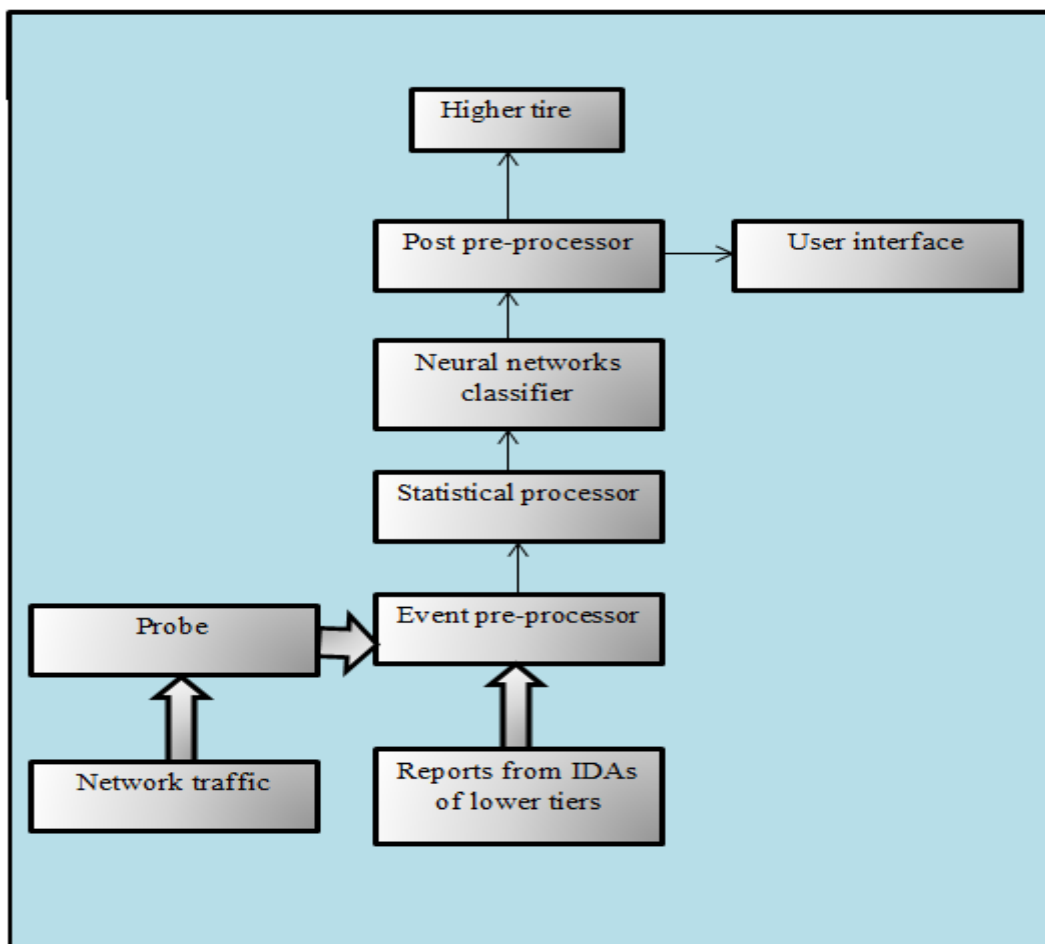 Higher tire
Post pre-processor
User interface
Neural networks
classifier
Statistical processor
Probe
Event pre-processor
Network traffic
Reports from IDAs
of lower tiers